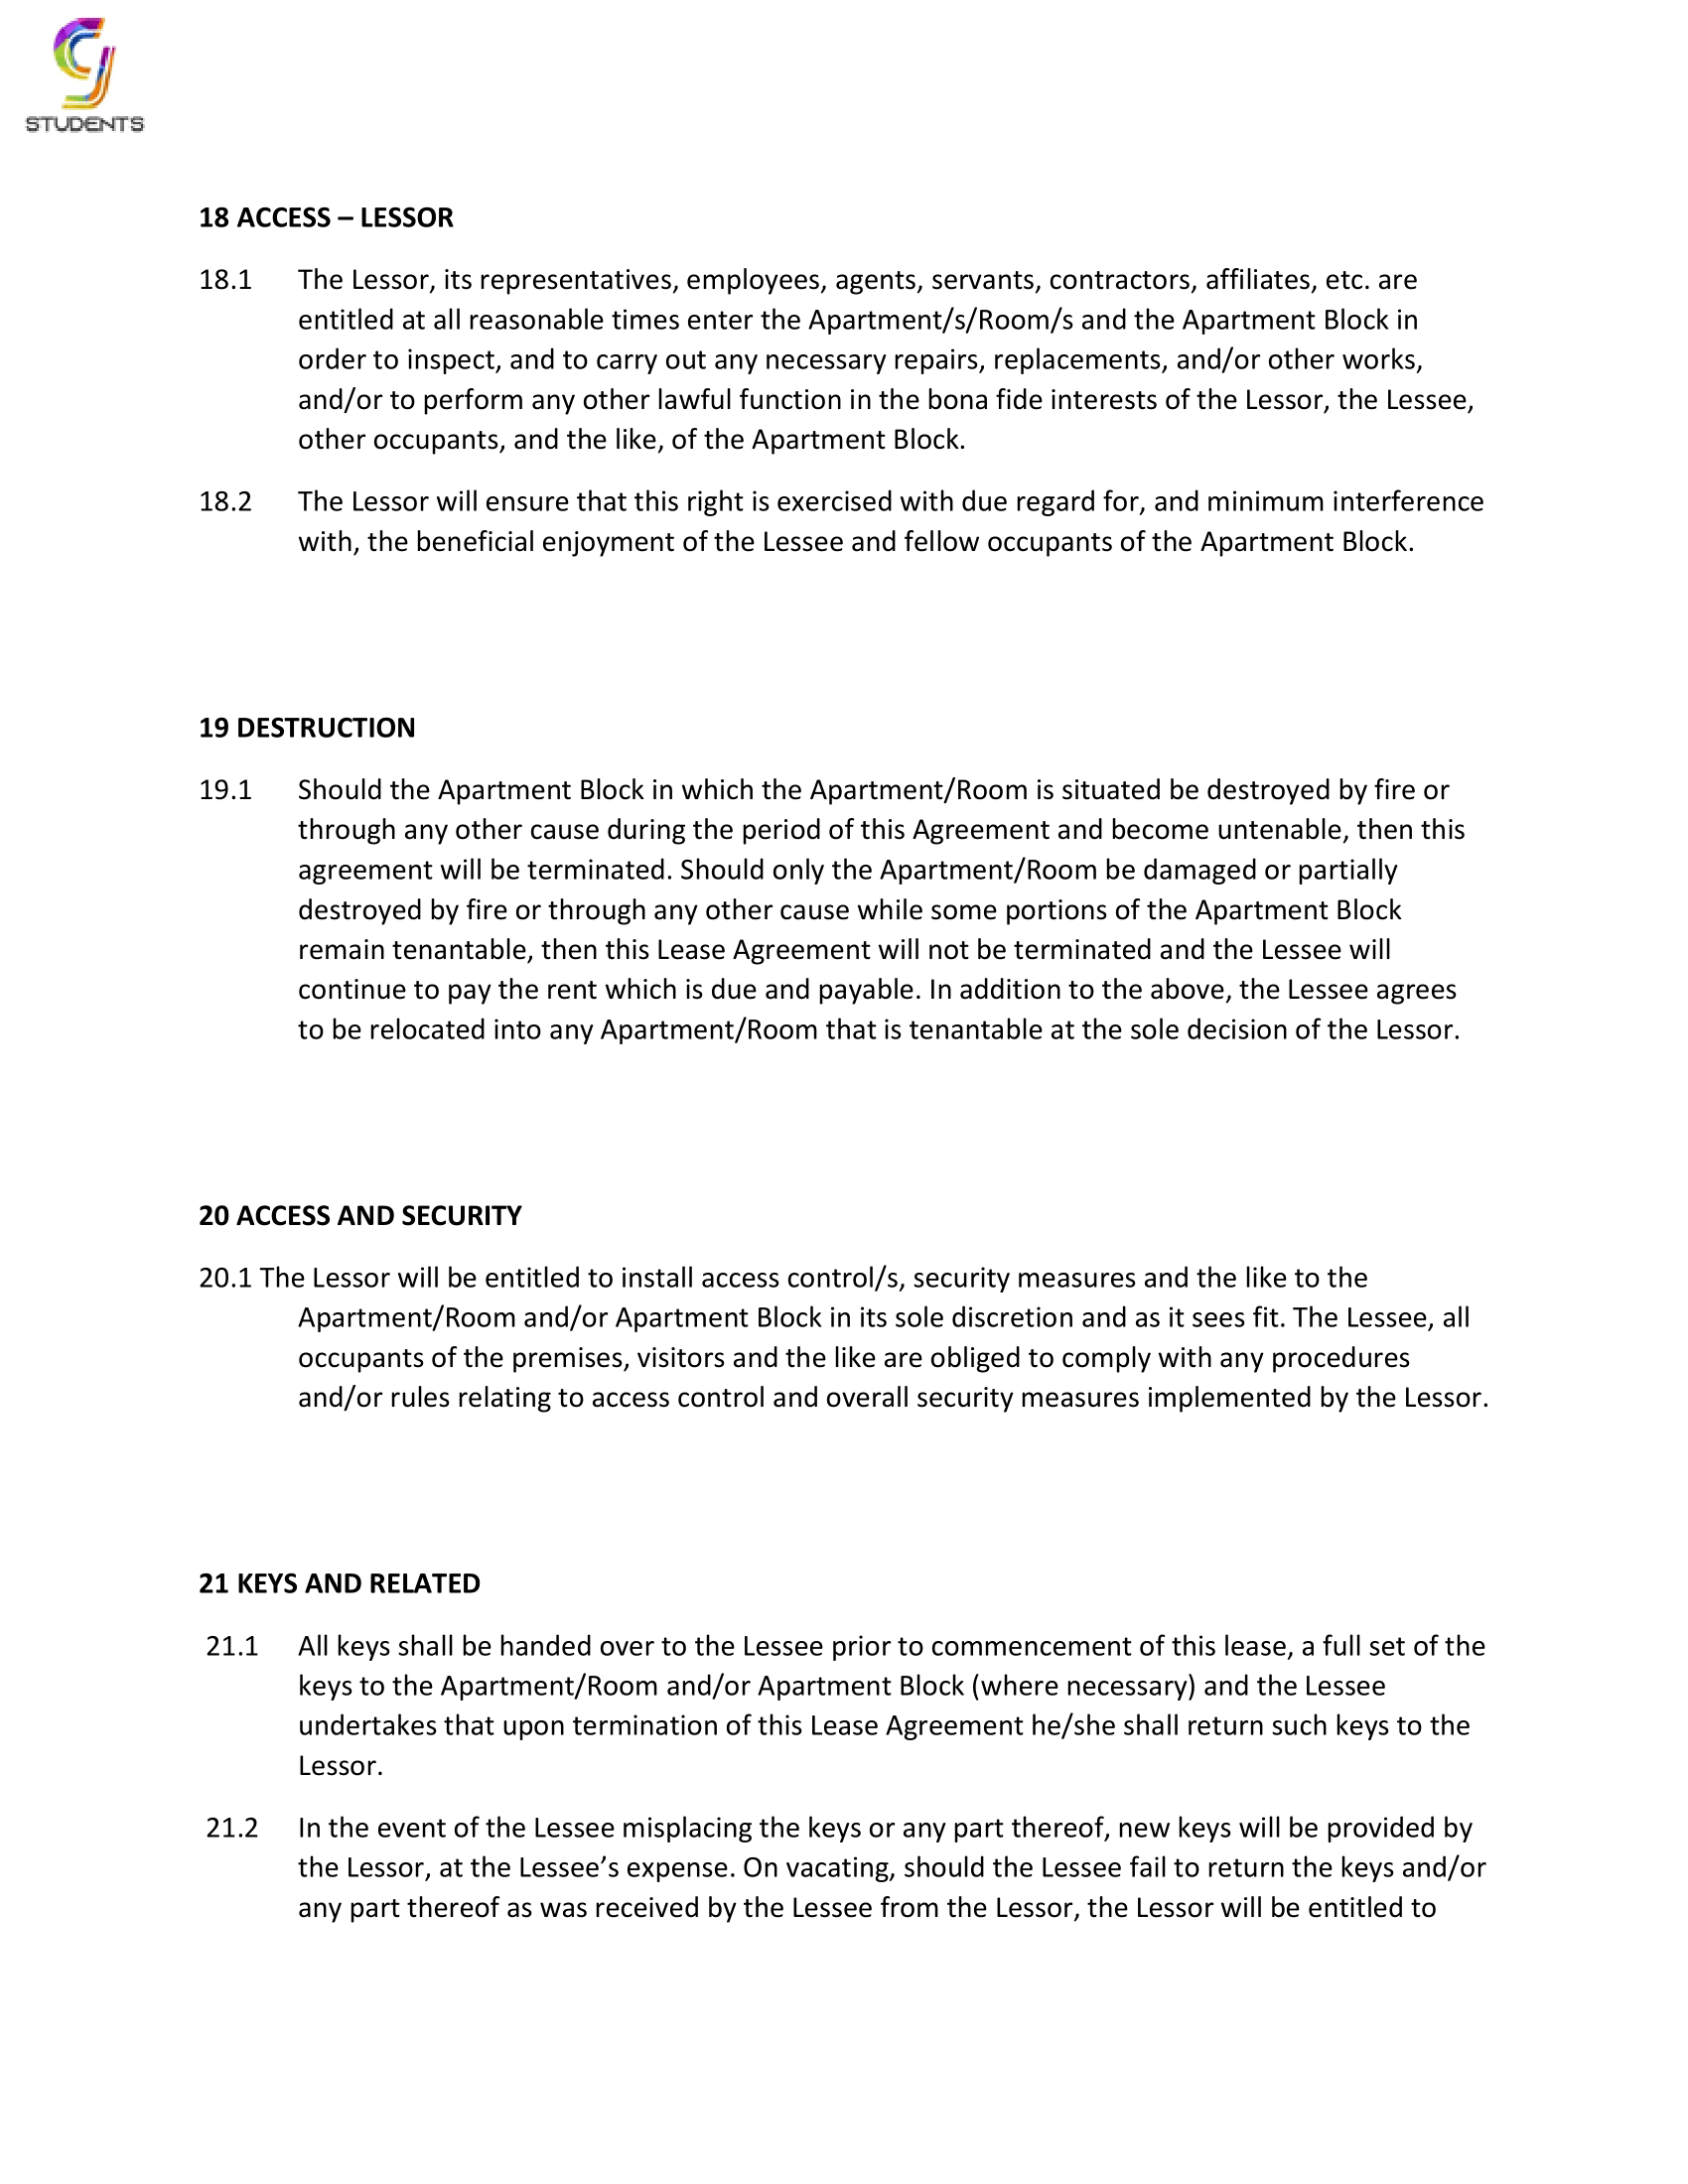 STUDENTS
18 ACCESS – LESSOR
18.1 The Lessor, its representatives, employees, agents, servants, contractors, affiliates, etc. are
entitled at all reasonable times enter the Apartment/s/Room/s and the Apartment Block in
order to inspect, and to carry out any necessary repairs, replacements, and/or other works,
and/or to perform any other lawful function in the bona fide interests of the Lessor, the Lessee,
other occupants, and the like, of the Apartment Block.
18.2 The Lessor will ensure that this right is exercised with due regard for, and minimum interference
with, the beneficial enjoyment of the Lessee and fellow occupants of the Apartment Block.
19 DESTRUCTION
19.1 Should the Apartment Block in which the Apartment/Room is situated be destroyed by fire or
through any other cause during the period of this Agreement and become untenable, then this
agreement will be terminated. Should only the Apartment/Room be damaged or partially
destroyed by fire or through any other cause while some portions of the Apartment Block
remain tenantable, then this Lease Agreement will not be terminated and the Lessee will
continue to pay the rent which is due and payable. In addition to the above, the Lessee agrees
to be relocated into any Apartment/Room that is tenantable at the sole decision of the Lessor.
20 ACCESS AND SECURITY
20.1 The Lessor will be entitled to install access control/s, security measures and the like to the
Apartment/Room and/or Apartment Block in its sole discretion and as it sees fit. The Lessee, all
occupants of the premises, visitors and the like are obliged to comply with any procedures
and/or rules relating to access control and overall security measures implemented by the Lessor.
21 KEYS AND RELATED
21.1 All keys shall be handed over to the Lessee prior to commencement of this lease, a full set of the
keys to the Apartment/Room and/or Apartment Block (where necessary) and the Lessee
undertakes that upon termination of this Lease Agreement he/she shall return such keys to the
Lessor.
21.2 In the event of the Lessee misplacing the keys or any part thereof, new keys will be provided by
the Lessor, at the Lessee’s expense. On vacating, should the Lessee fail to return the keys and/or
any part thereof as was received by the Lessee from the Lessor, the Lessor will be entitled to